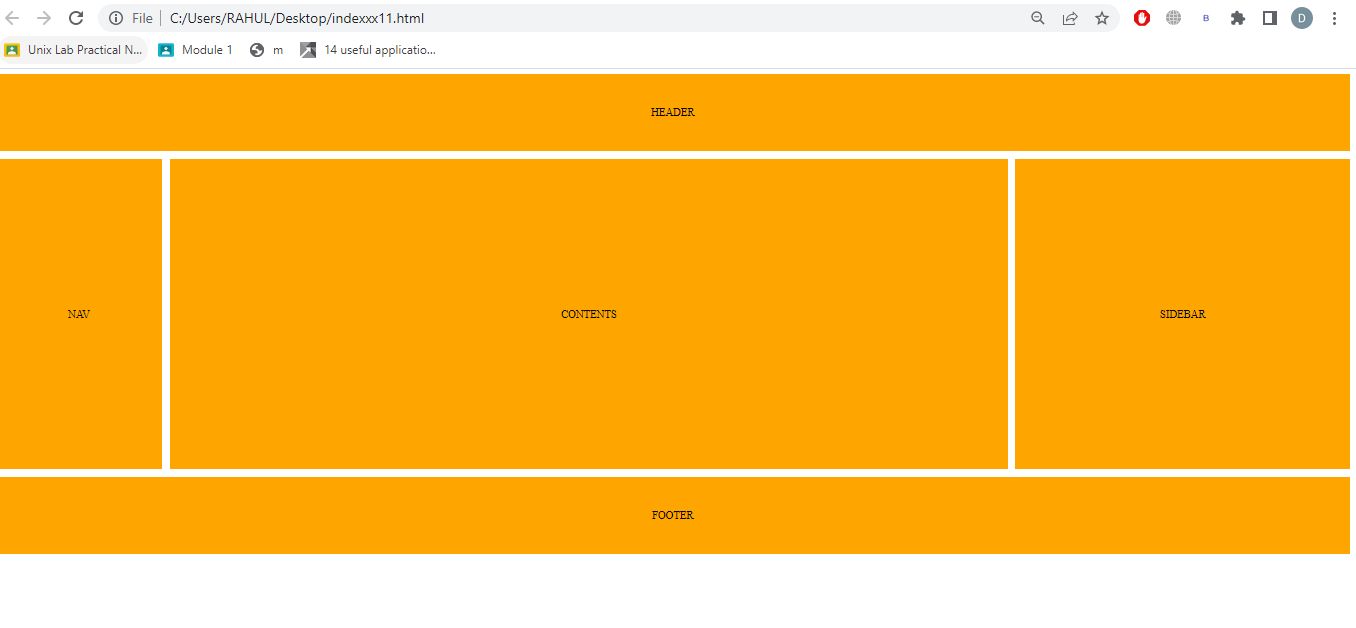 File C:/Users/RAHUL/Desktop/indexxx11.html B D
Unix Lab Practical N... Module 1 m 14 useful applicatio...
HEADER
NAV CONTENTS SIDEBAR
FOOTER